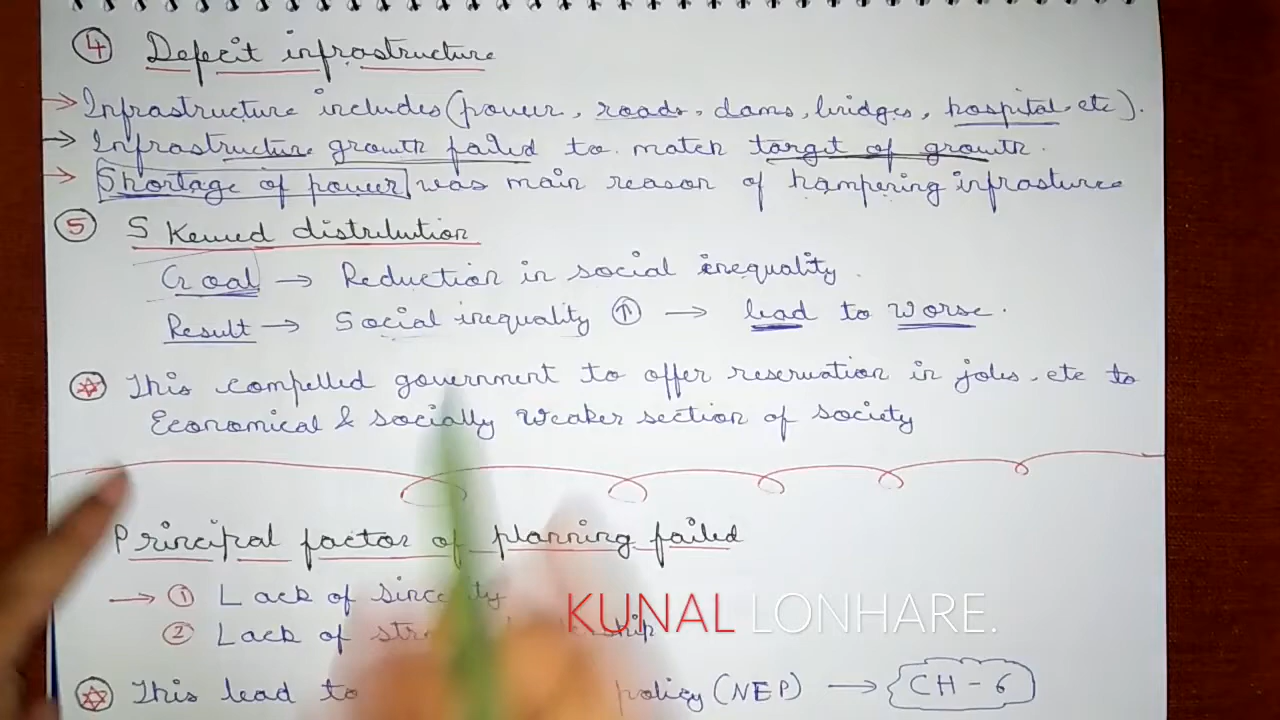 4 Deficit infrastructure
→ Infrastructure includes (power, roads, dams, bridges, hospital, etc).
→ Infrastructure growth failed to match target of growth.
→ Shortage of power was main reason of hampering infrasture
5 Skewed distribution
Goal → Reduction in social inequality.
Result → Social inequality ↑ → lead to worse.
This compelled government to offer reservation in jobs, etc to
Economical & socially Weaker section of society
Principal factor of planning failed
→ 1 Lack of
2 Lack of
KUNAL LONHARE.
This lead to policy (NEP) → CH-6